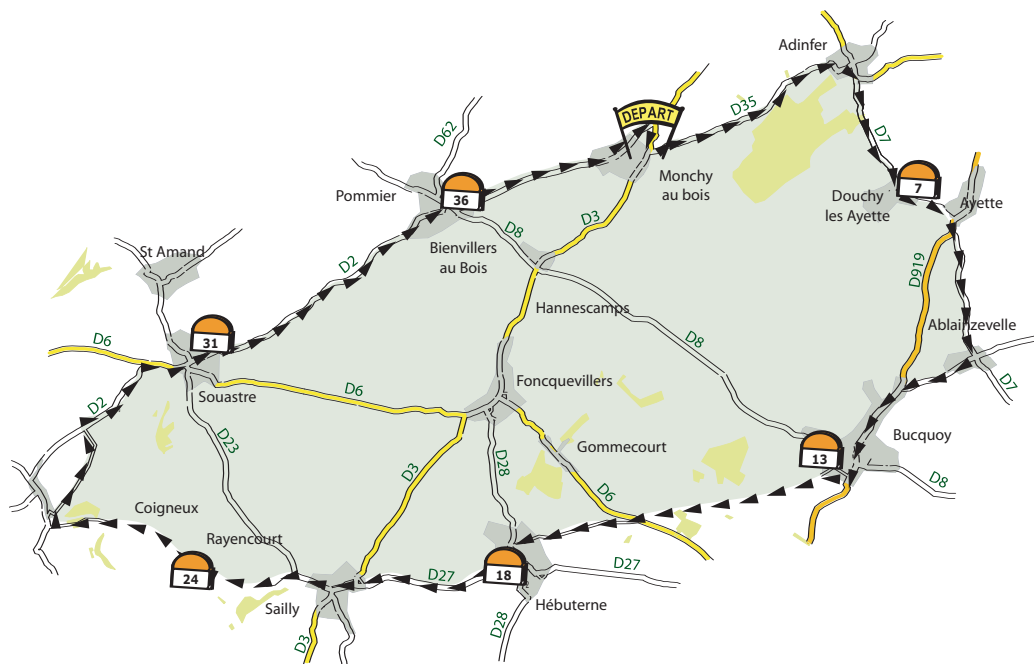 Adinfer
D35
DEPART
D62
D7
Monchy
au bois
7
Pommier
36
Douchy
les Ayette
Ayette
D3
D8
St Amand
Bienvillers
au Bois
D2
D919
Hannescamps
Ablainzevelle
31
D8
D6
Foncquevillers
D6
Souastre
D7
D2
D23
Gommecourt
Bucquoy
13
D3
D28
D6
D8
Coigneux
Rayencourt
24
18
D27
D27
Sailly
Hébuterne
D28
D3